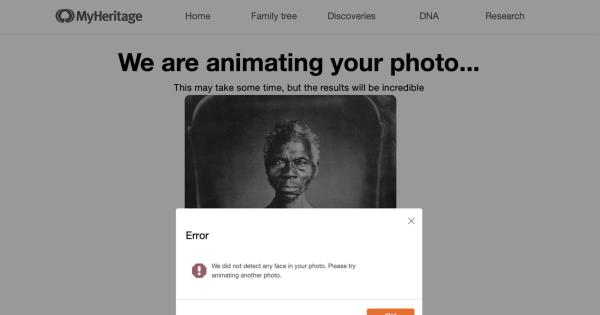 MyHeritage
Home
Family tree
Discoveries
DNA
Research
We are animating your photo...
This may take some time, but the results will be incredible
Error
We did not detect any face in your photo. Please try
animating another photo.